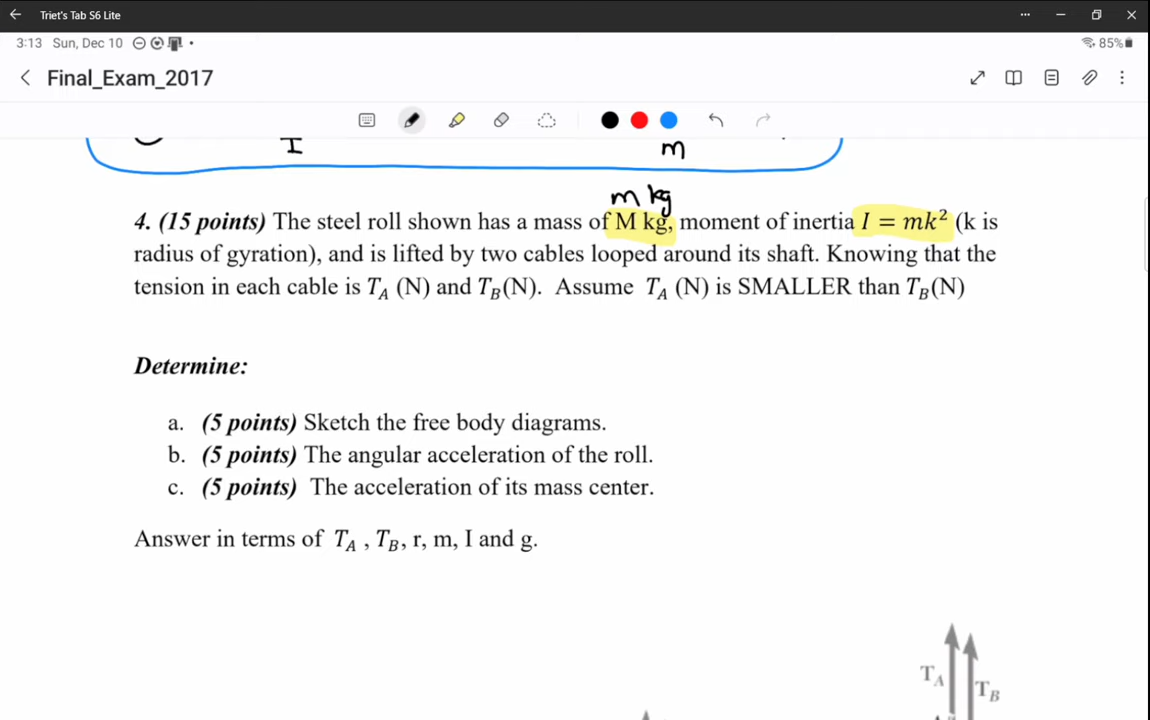 Triet's Tab S6 Lite
3:13 Sun, Dec 10
85%
Final_Exam_2017
I
m
m kg
4. (15 points) The steel roll shown has a mass of M kg, moment of inertia I = mk² (k is
radius of gyration), and is lifted by two cables looped around its shaft. Knowing that the
tension in each cable is T_A (N) and T_B(N). Assume T_A (N) is SMALLER than T_B(N)
Determine:
a. (5 points) Sketch the free body diagrams.
b. (5 points) The angular acceleration of the roll.
c. (5 points) The acceleration of its mass center.
Answer in terms of T_A , T_B, r, m, I and g.
T_A
T_B